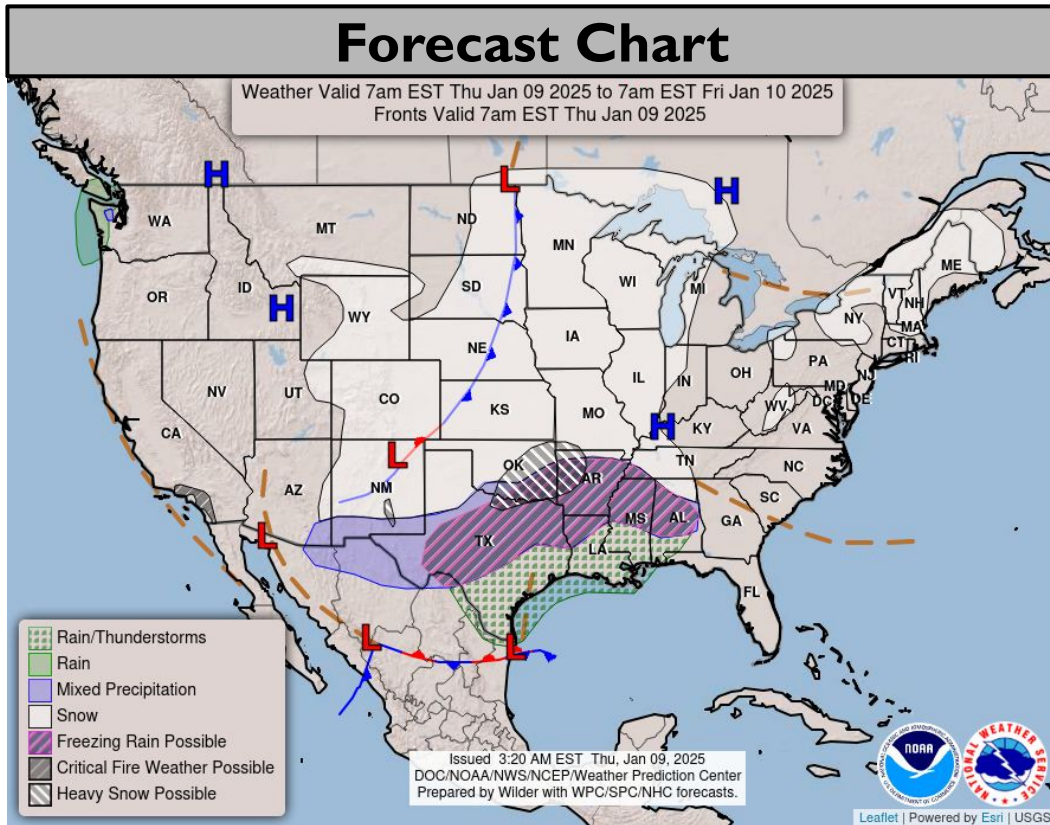 Forecast Chart
Weather Valid 7am EST Thu Jan 09 2025 to 7am EST Fri Jan 10 2025
Fronts Valid 7am EST Thu Jan 09 2025
H
L
H
WA
ND
MT
MN
ME
OR
ID
H
SD
WI
MI
VT
NH
WY
NY
MA
NE
IA
CT
RI
NV
UT
CO
IL
IN
OH
PA
NJ
MD
DE
DC
KS
MO
WV
VA
CA
H
KY
L
OK
TN
NC
AZ
NM
AR
SC
L
TX
MS
AL
GA
LA
FL
L
L
Rain/Thunderstorms
Rain
Mixed Precipitation
Snow
Freezing Rain Possible
Critical Fire Weather Possible
Heavy Snow Possible
Issued 3:20 AM EST Thu, Jan 09, 2025
DOC/NOAA/NWS/NCEP/Weather Prediction Center
Prepared by Wilder with WPC/SPC/NHC forecasts.
NOAA
NATIONAL WEATHER SERVICE
Leaflet | Powered by Esri | USGS